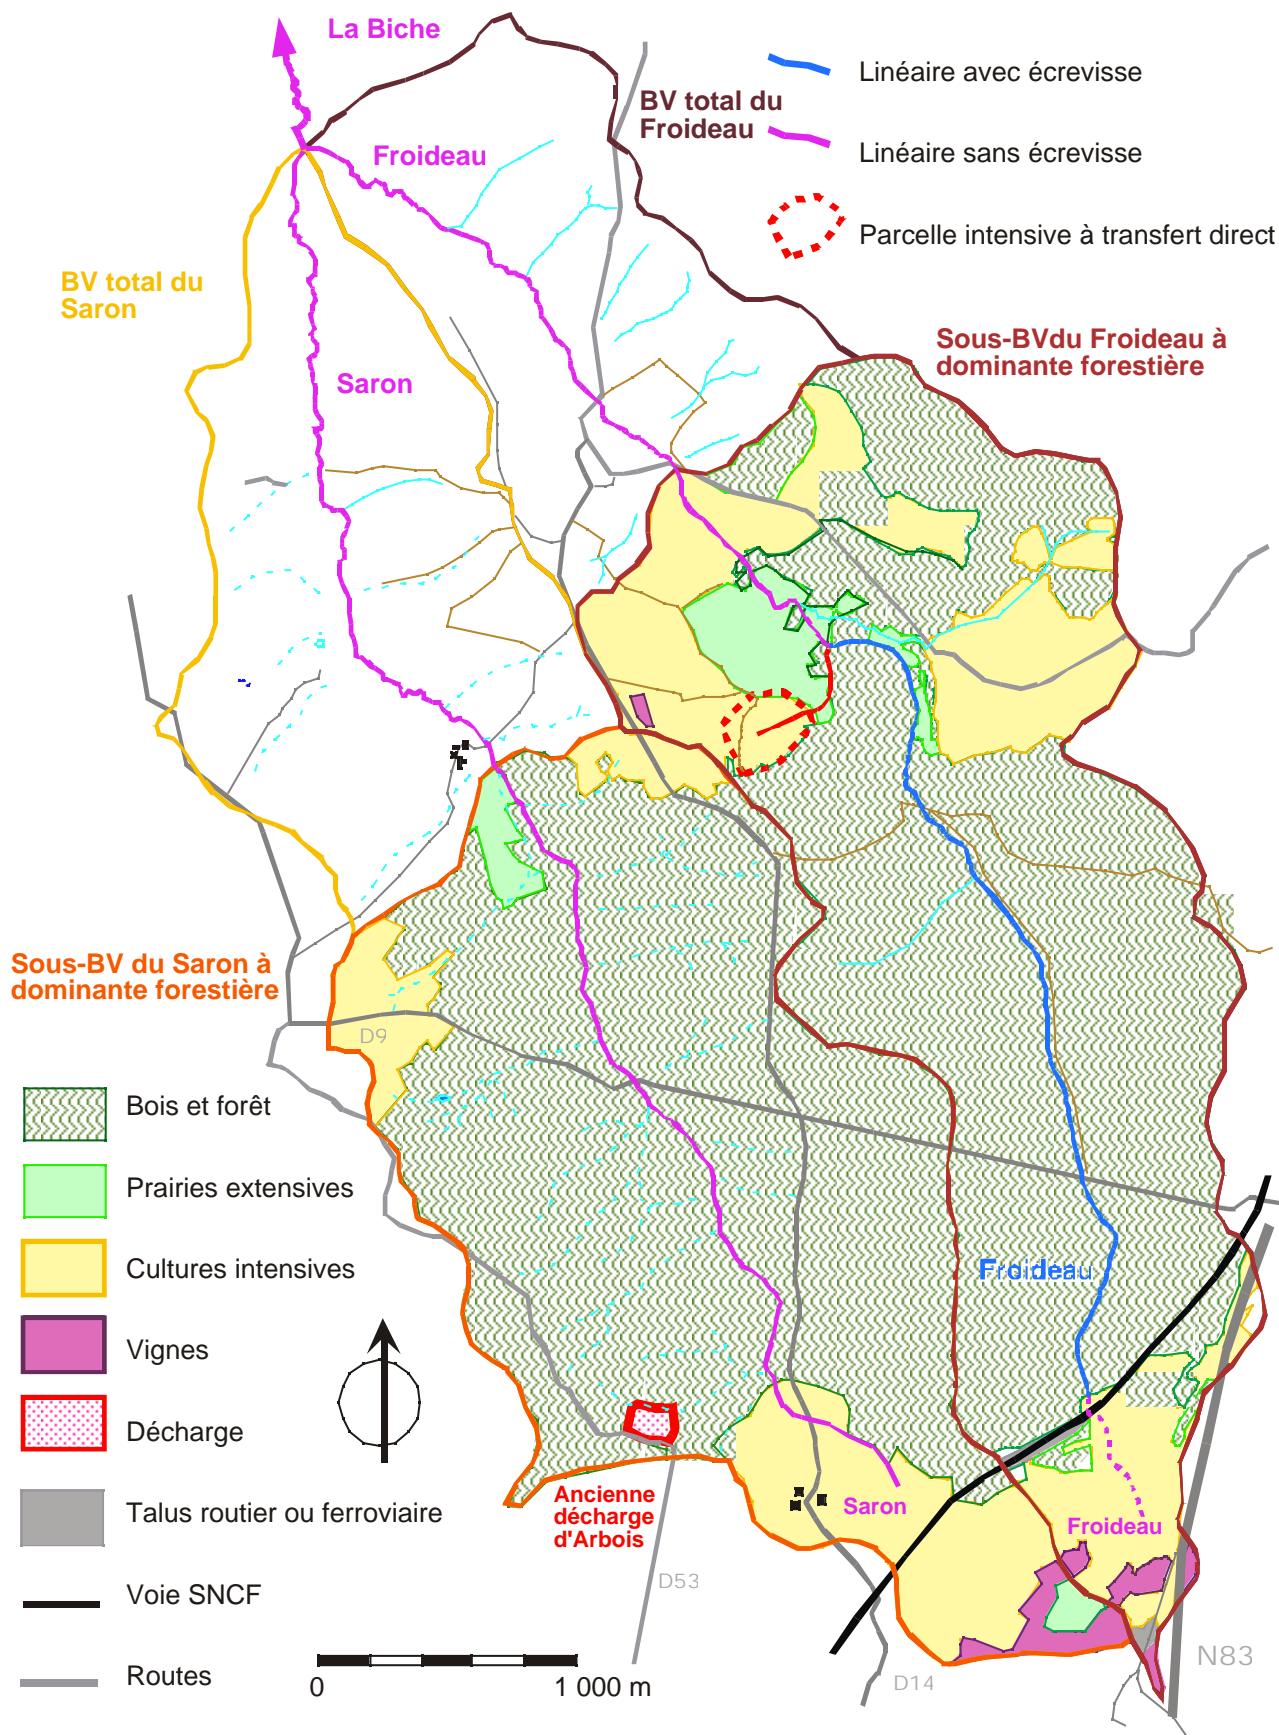 La Biche
Linéaire avec écrevisse
BV total du
Froideau
Linéaire sans écrevisse
Froideau
Parcelle intensive à transfert direct
BV total du
Saron
Sous-BVdu Froideau à
dominante forestière
Saron
Sous-BV du Saron à
dominante forestière
D9
Bois et forêt
Prairies extensives
Cultures intensives
Froideau
Vignes
Décharge
Ancienne
décharge
d'Arbois
Saron
Froideau
Talus routier ou ferroviaire
D53
Voie SNCF
N83
Routes
0
1 000 m
D14